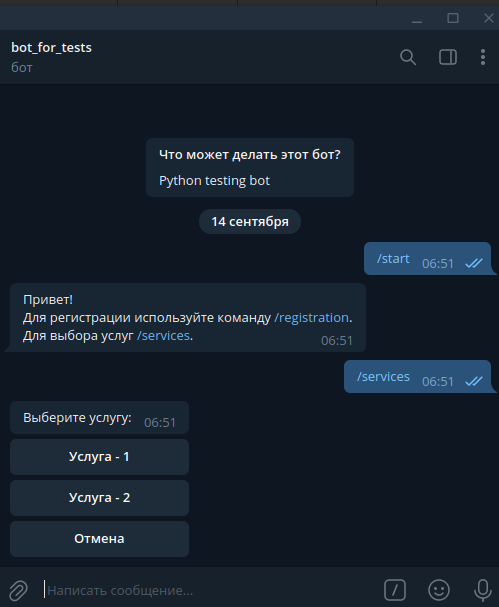 bot_for_tests
бот
Что может делать этот бот?
Python testing bot
14 сентября
/start 06:51
Привет!
Для регистрации используйте команду /registration.
Для выбора услуг /services.
06:51
/services 06:51
Выберите услугу: 06:51
Услуга - 1
Услуга - 2
Отмена
Написать сообщение...